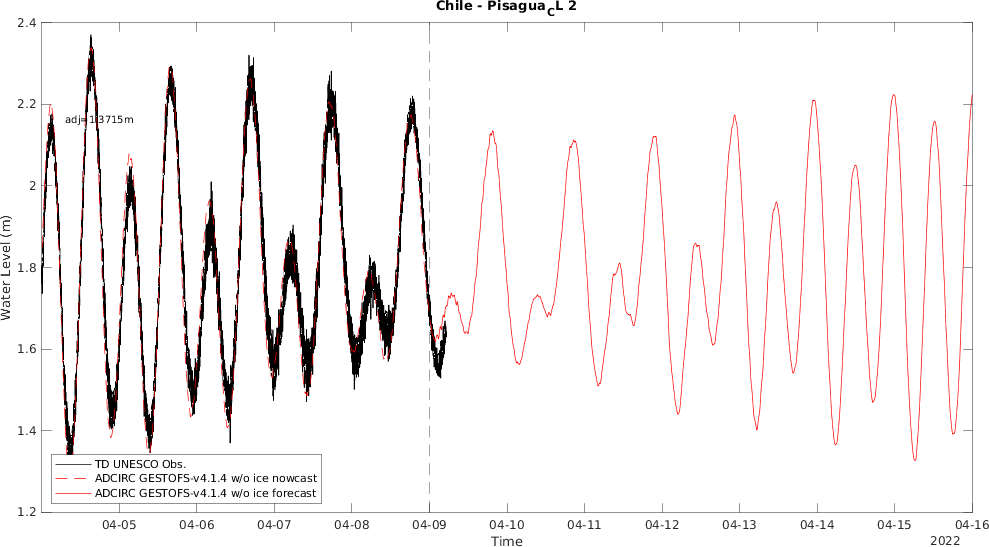 Chile - Pisagua_CL 2
2.4
2.2
2
1.8
1.6
1.4
1.2
Water Level (m)
adj=1.3715m
TD UNESCO Obs.
ADCIRC GESTOFS-v4.1.4 w/o ice nowcast
ADCIRC GESTOFS-v4.1.4 w/o ice forecast
04-05 04-06 04-07 04-08 04-09 04-10 04-11 04-12 04-13 04-14 04-15 04-16
Time
2022